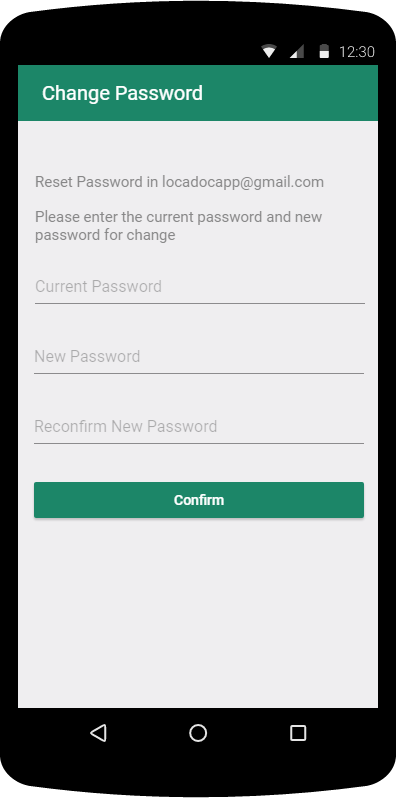 12:30
Change Password
Reset Password in locadocapp@gmail.com
Please enter the current password and new
password for change
Current Password
New Password
Reconfirm New Password
Confirm